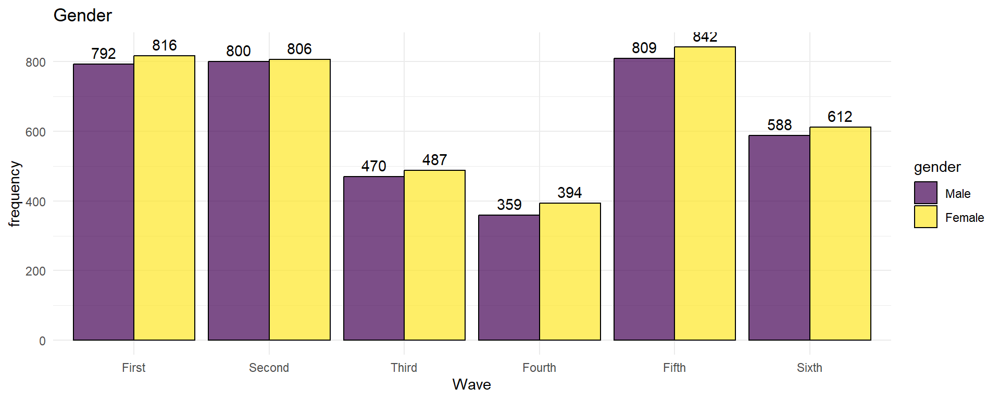 Gender
792 816 800 806 470 487 359 394 809 842 588 612
800
600
400
200
0
frequency
First Second Third Fourth Fifth Sixth
Wave
gender
Male
Female